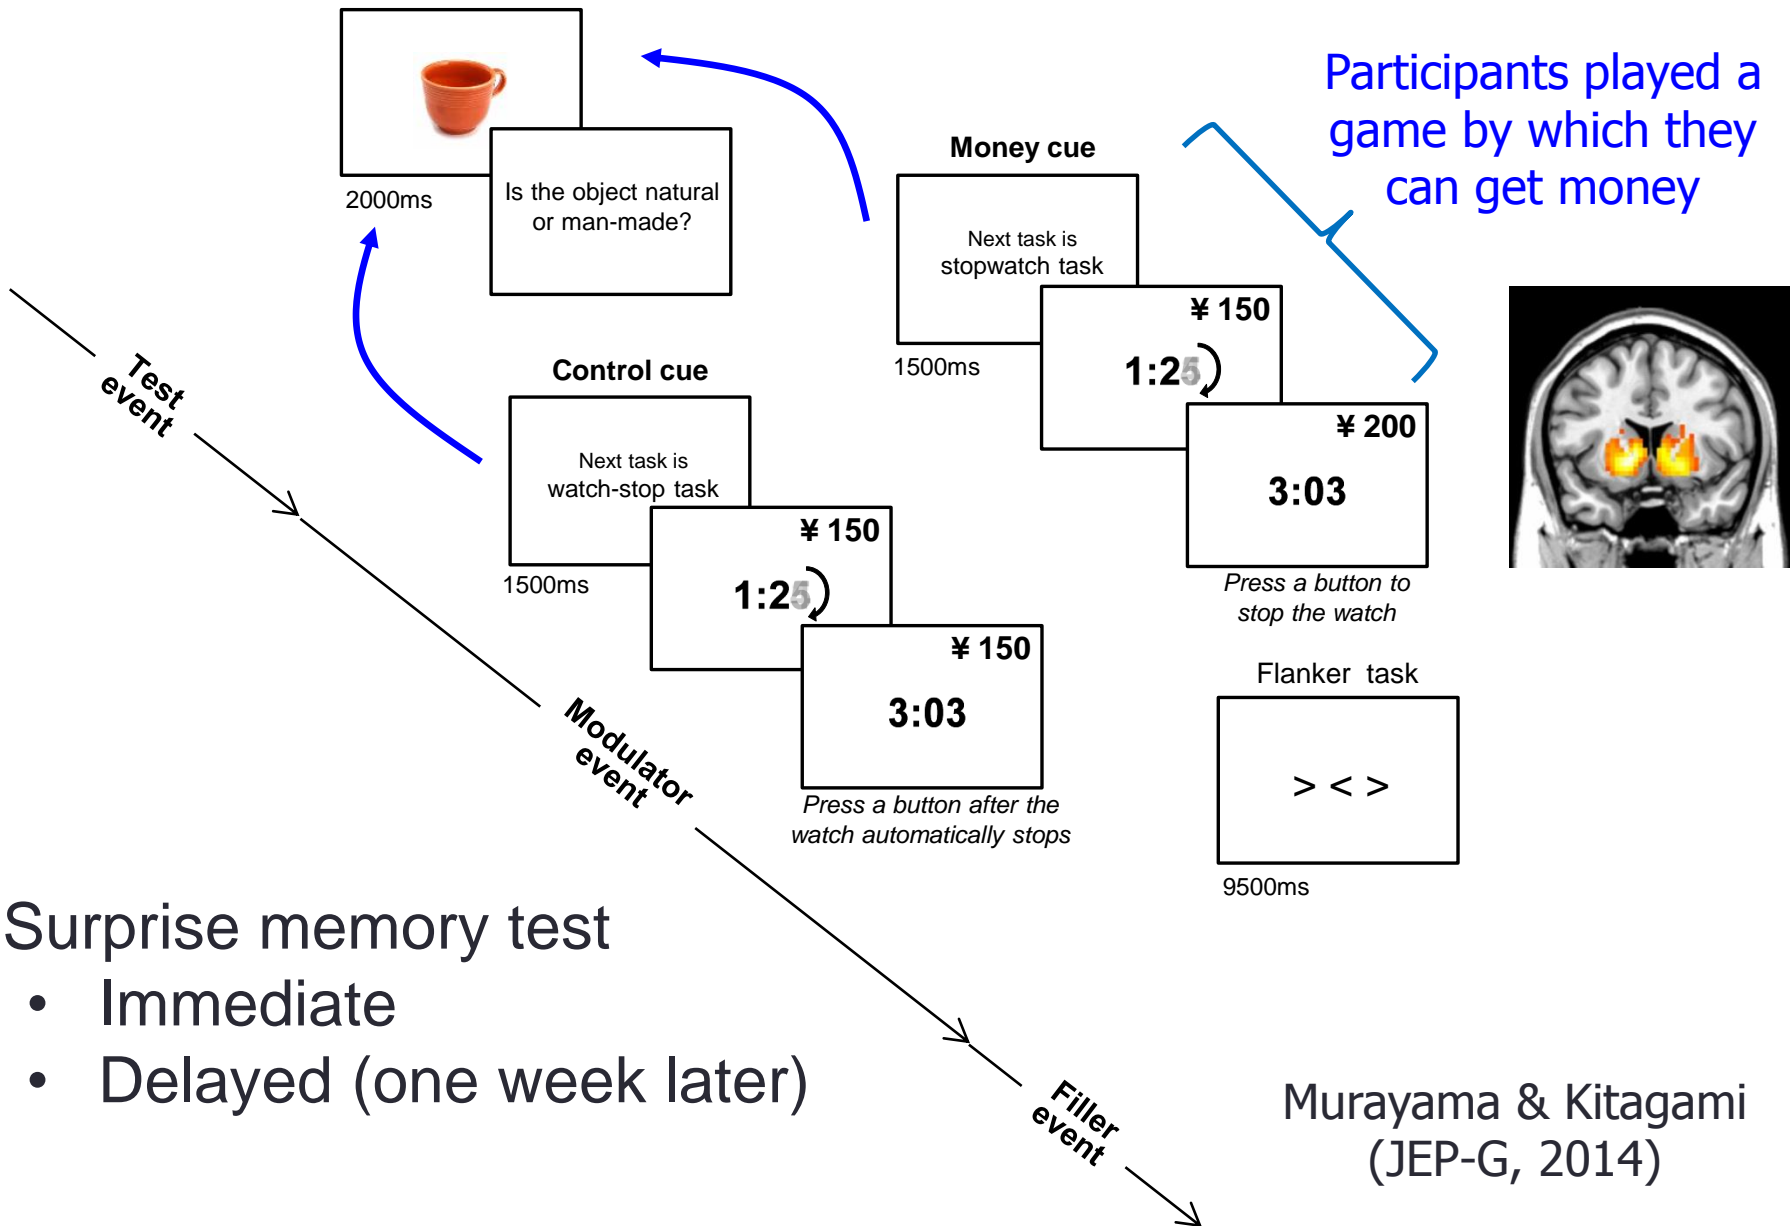 2000ms
Is the object natural
or man-made?
Participants played a
game by which they
can get money
Money cue
Next task is
stopwatch task
1500ms
¥ 150
1:25
¥ 200
3:03
Press a button to
stop the watch
Control cue
Next task is
watch-stop task
1500ms
¥ 150
1:25
¥ 150
3:03
Press a button after the
watch automatically stops
Flanker task
> < >
9500ms
Test
event
Modulator
event
Filler
event
Surprise memory test
• Immediate
• Delayed (one week later)
Murayama & Kitagami
(JEP-G, 2014)